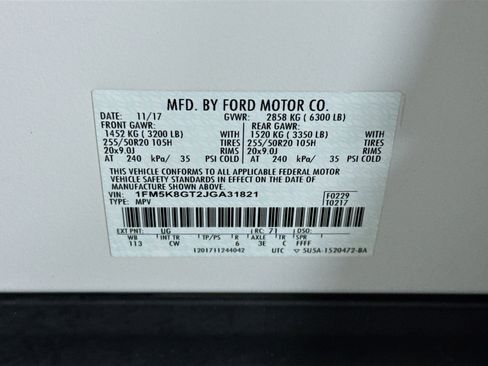 MFD. BY FORD MOTOR CO.
DATE: 11/17 GVWR: 2858 KG ( 6300 LB)
FRONT GAWR: REAR GAWR:
1452 KG ( 3200 LB) WITH 1520 KG ( 3350 LB) WITH
255/50R20 105H TIRES 255/50R20 105H TIRES
20x9.0J RIMS 20x9.0J RIMS
AT 240 kPa/ 35 PSI COLD AT 240 kPa/ 35 PSI COLD
THIS VEHICLE CONFORMS TO ALL APPLICABLE FEDERAL MOTOR
VEHICLE SAFETY STANDARDS IN EFFECT ON THE DATE OF
MANUFACTURE SHOWN ABOVE.
VIN: 1FM5K8GT2JGA31821 F0229
TYPE: MPV T0217
EXT PNT: UG RC: 71 DSO:
WB INT TR TP/PS R AX TR SPR
113 CW 6 3E C FFFF
1201711244042 UTC ▽ 5U5A-1520472-BA